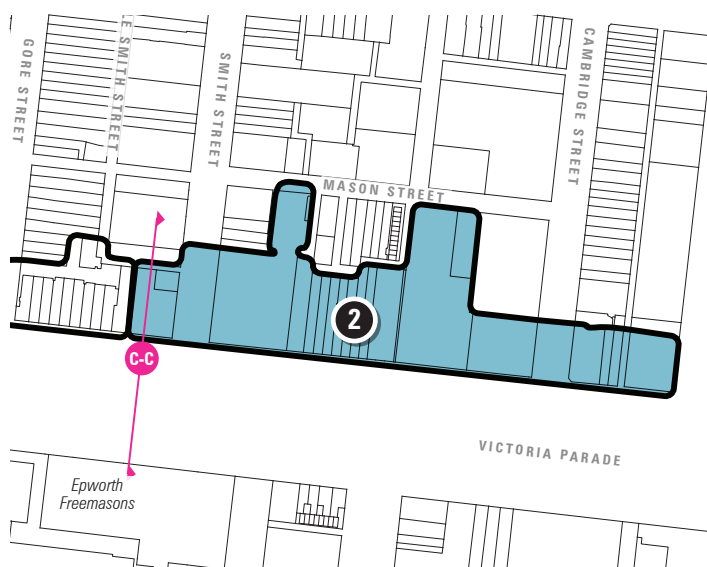 GORE STREET
E SMITH STREET
SMITH STREET
CAMBRIDGE STREET
MASON STREET
2
C-C
VICTORIA PARADE
Epworth
Freemasons